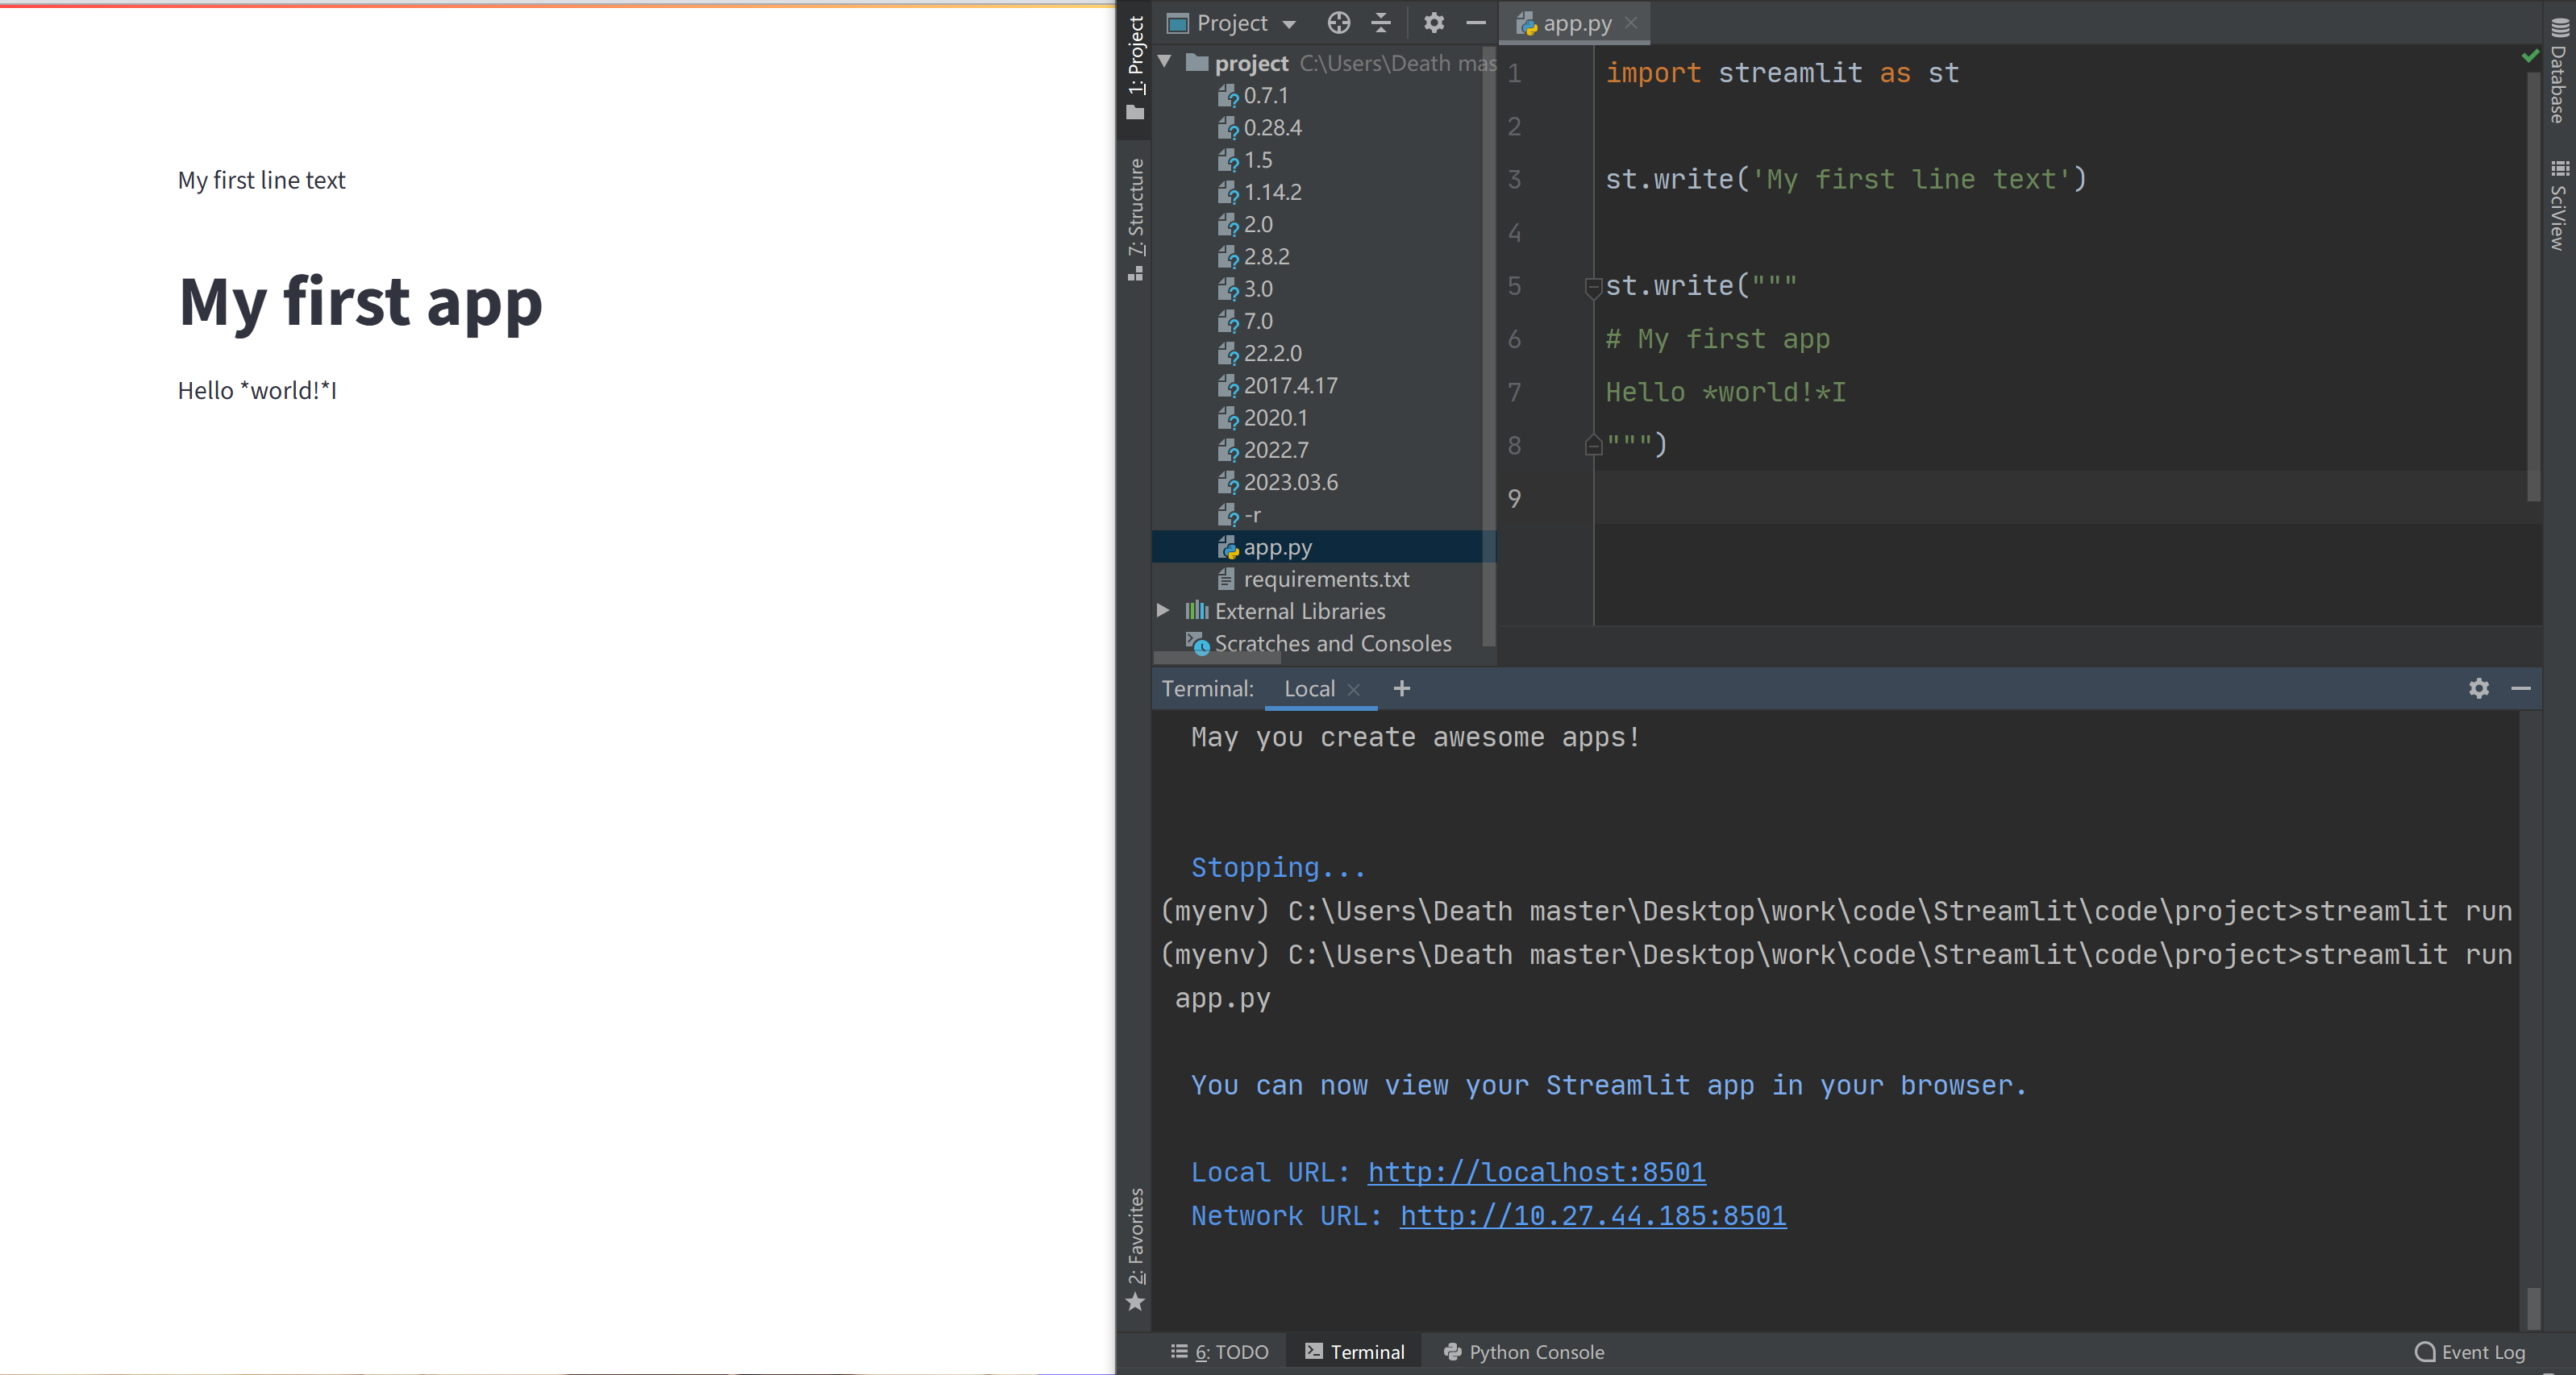 My first line text
My first app
Hello *world!*I
1: Project
7: Structure
2: Favorites
Project
project C:\Users\Death mas
0.7.1
0.28.4
1.5
1.14.2
2.0
2.8.2
3.0
7.0
22.2.0
2017.4.17
2020.1
2022.7
2023.03.6
-r
app.py
requirements.txt
External Libraries
Scratches and Consoles
app.py
1 import streamlit as st
2
3 st.write('My first line text')
4
5 st.write("""
6 # My first app
7 Hello *world!*I
8 """)
9
Database
SciView
Terminal: Local
May you create awesome apps!
Stopping...
(myenv) C:\Users\Death master\Desktop\work\code\Streamlit\code\project>streamlit run
(myenv) C:\Users\Death master\Desktop\work\code\Streamlit\code\project>streamlit run
app.py
You can now view your Streamlit app in your browser.
Local URL: http://localhost:8501
Network URL: http://10.27.44.185:8501
6: TODO Terminal Python Console Event Log